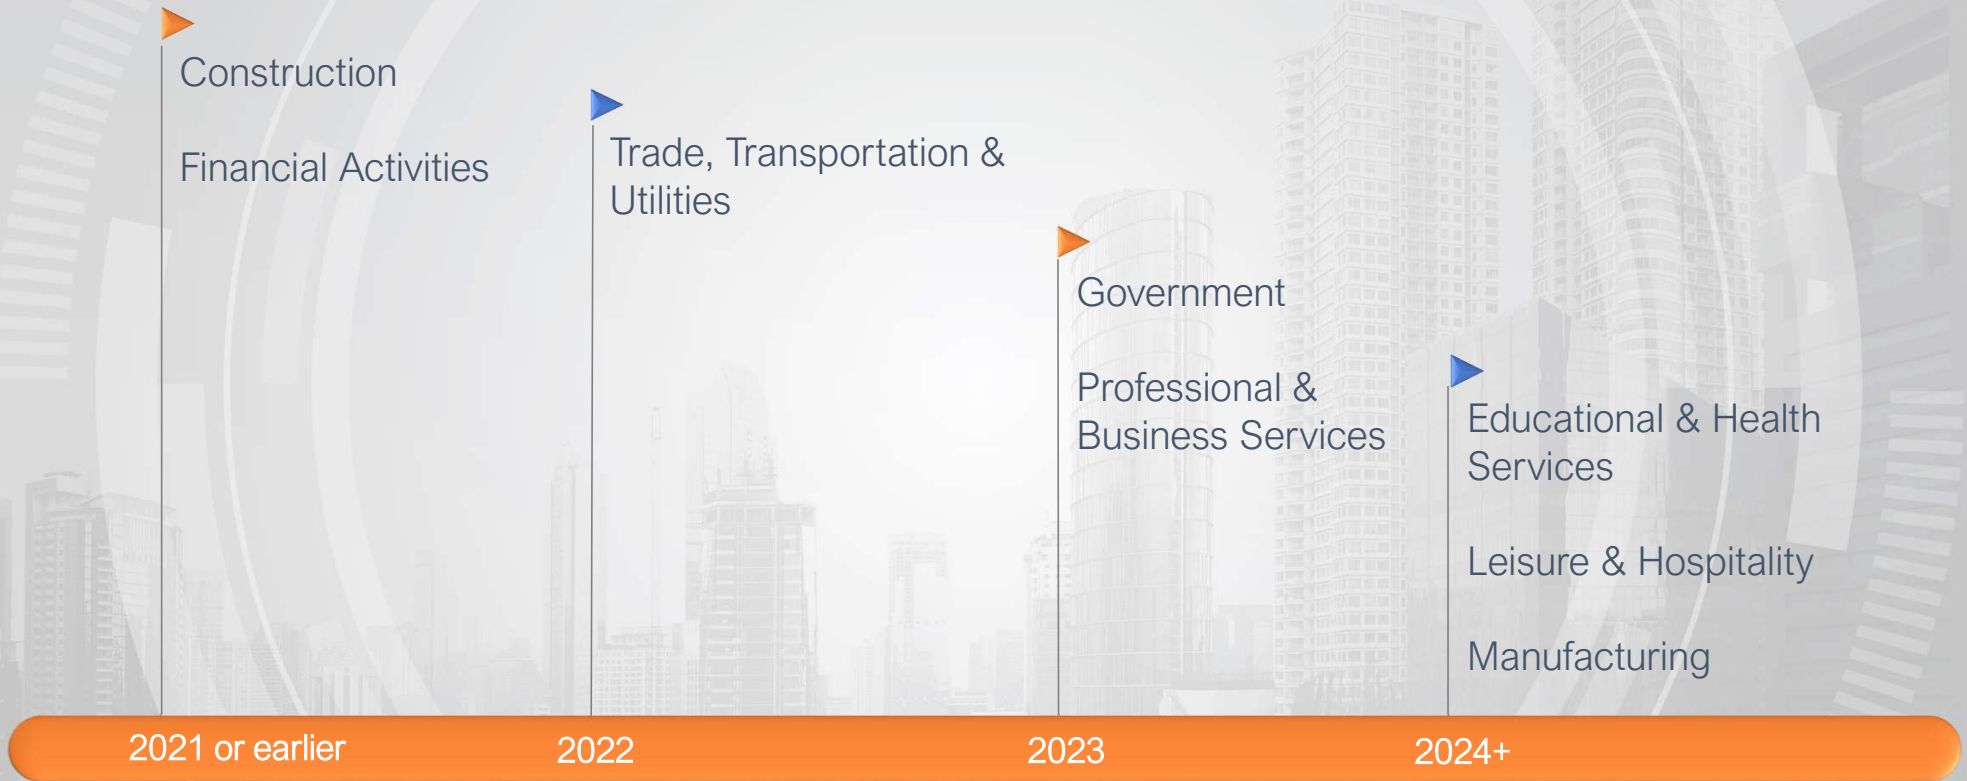 Construction
Financial Activities
Trade, Transportation &
Utilities
Government
Professional &
Business Services
Educational & Health
Services
Leisure & Hospitality
Manufacturing
2021 or earlier
2022
2023
2024+